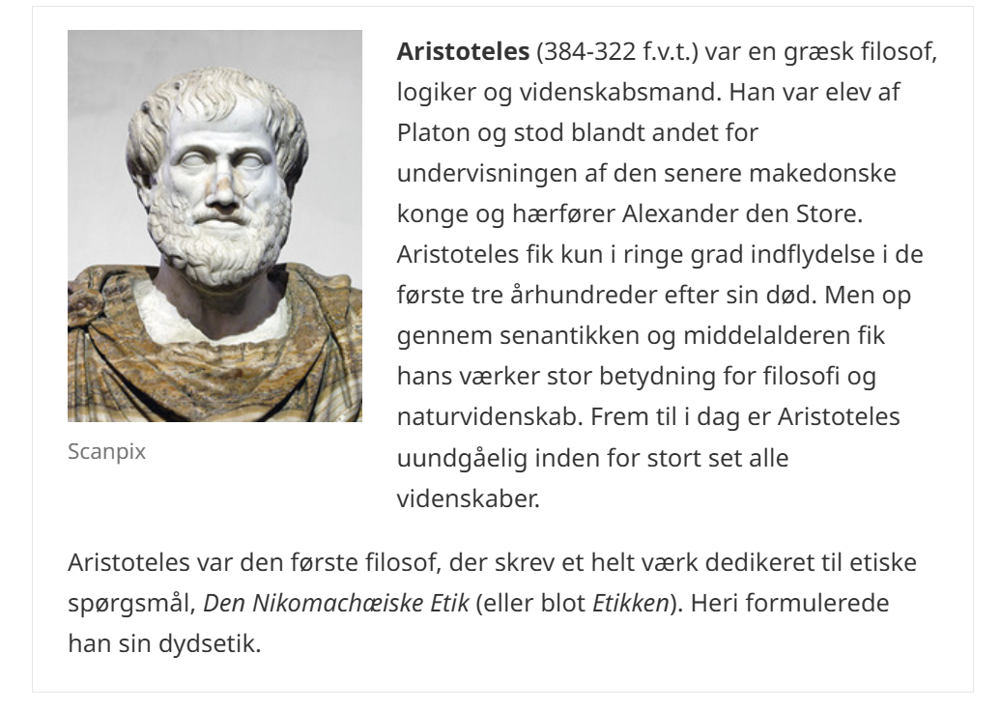 Aristoteles (384-322 f.v.t.) var en græsk filosof,
logiker og videnskabsmand. Han var elev af
Platon og stod blandt andet for
undervisningen af den senere makedonske
konge og hærfører Alexander den Store.
Aristoteles fik kun i ringe grad indflydelse i de
første tre århundreder efter sin død. Men op
gennem senantikken og middelalderen fik
hans værker stor betydning for filosofi og
naturvidenskab. Frem til i dag er Aristoteles
uundgåelig inden for stort set alle
videnskaber.
Scanpix
Aristoteles var den første filosof, der skrev et helt værk dedikeret til etiske
spørgsmål, Den Nikomachæiske Etik (eller blot Etikken). Heri formulerede
han sin dydsetik.